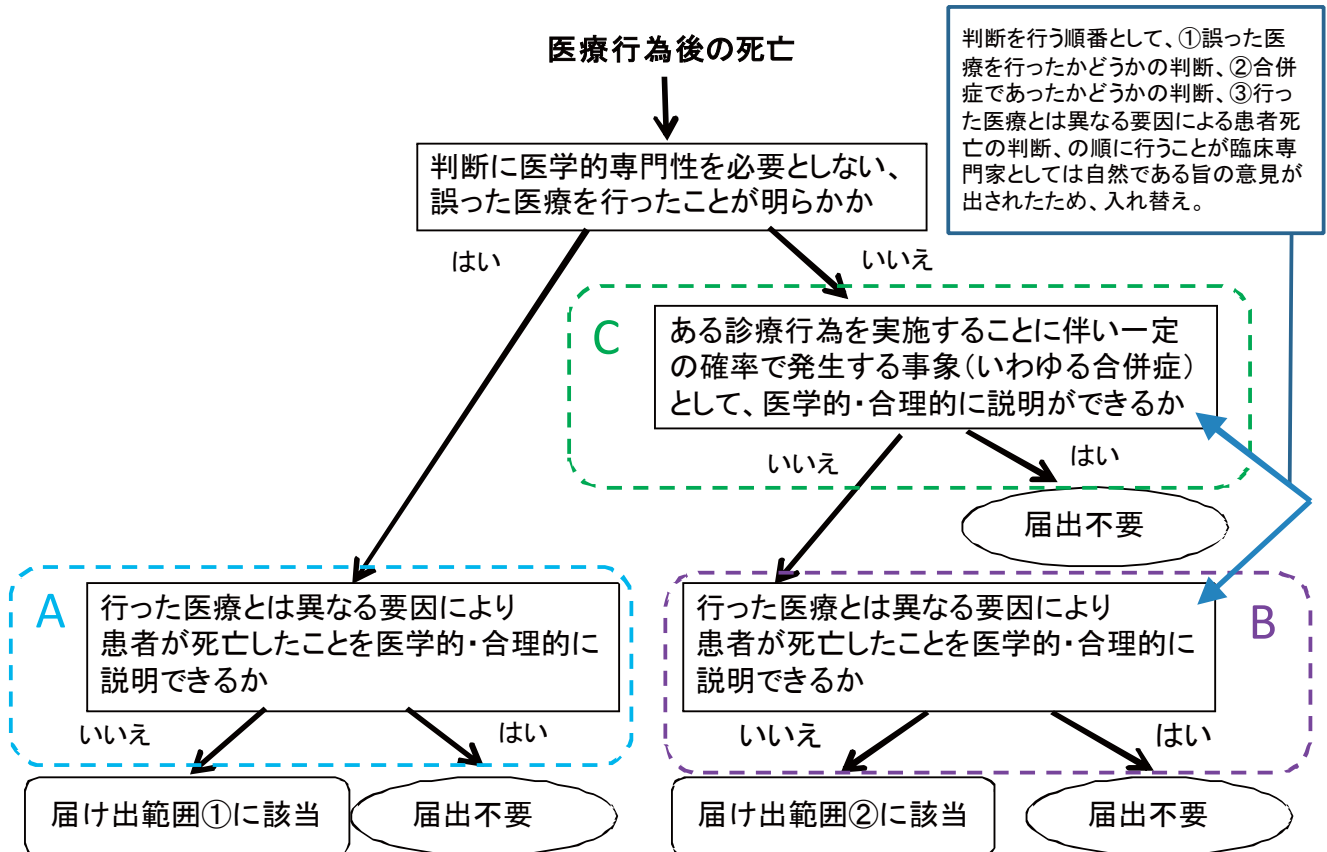 医療行為後の死亡
判断を行う順番として、①誤った医
療を行ったかどうかの判断、②合併
症であったかどうかの判断、③行っ
た医療とは異なる要因による患者死
亡の判断、の順に行うことが臨床専
門家としては自然である旨の意見が
出されたため、入れ替え。
判断に医学的専門性を必要としない、
誤った医療を行ったことが明らかか
はい
いいえ
C
ある診療行為を実施することに伴い一定
の確率で発生する事象(いわゆる合併症)
として、医学的・合理的に説明ができるか
いいえ
はい
届出不要
A
行った医療とは異なる要因により
患者が死亡したことを医学的・合理的に
説明できるか
いいえ
はい
届け出範囲①に該当
届出不要
B
行った医療とは異なる要因により
患者が死亡したことを医学的・合理的に
説明できるか
いいえ
はい
届け出範囲②に該当
届出不要